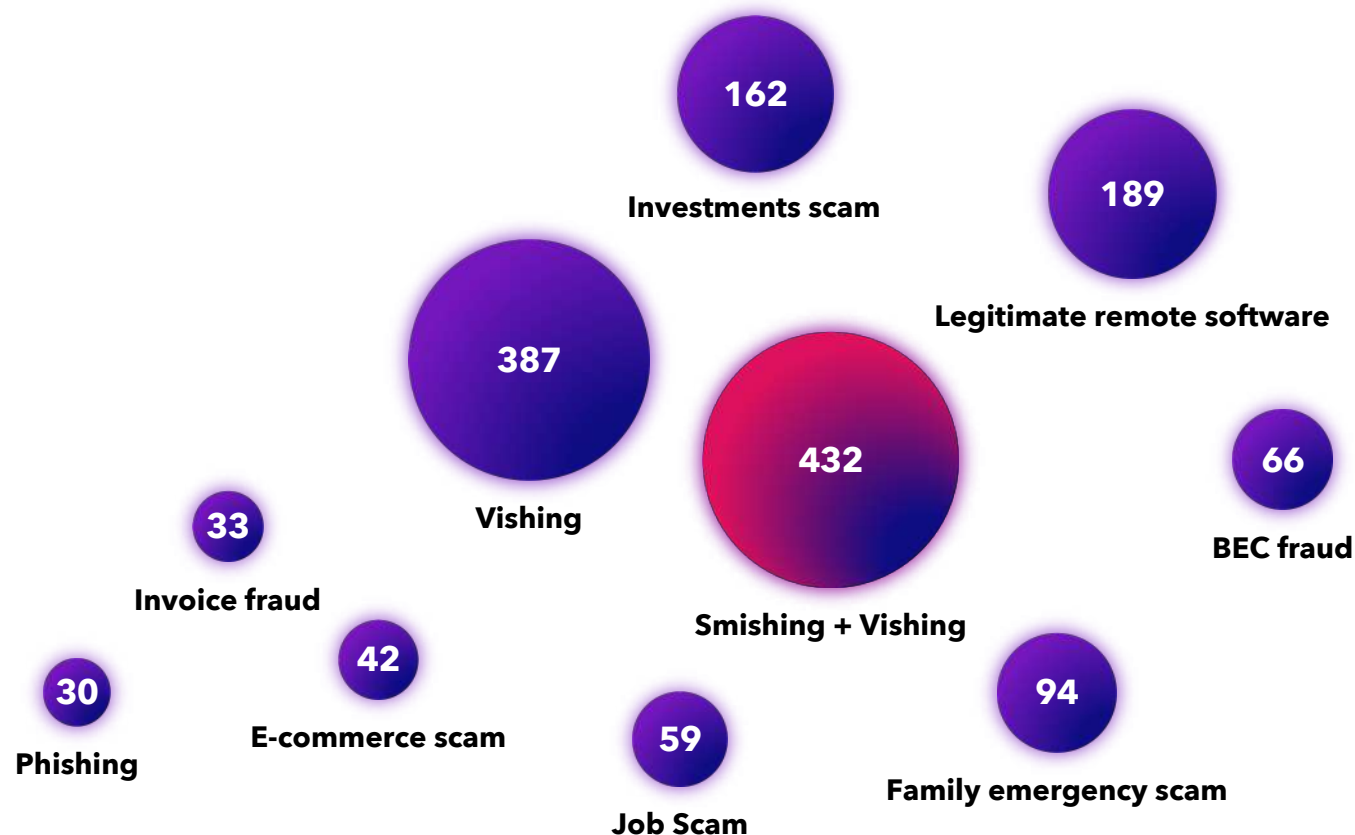 162
Investments scam
189
Legitimate remote software
387
Vishing
432
Smishing + Vishing
66
BEC fraud
33
Invoice fraud
42
E-commerce scam
30
Phishing
59
Job Scam
94
Family emergency scam